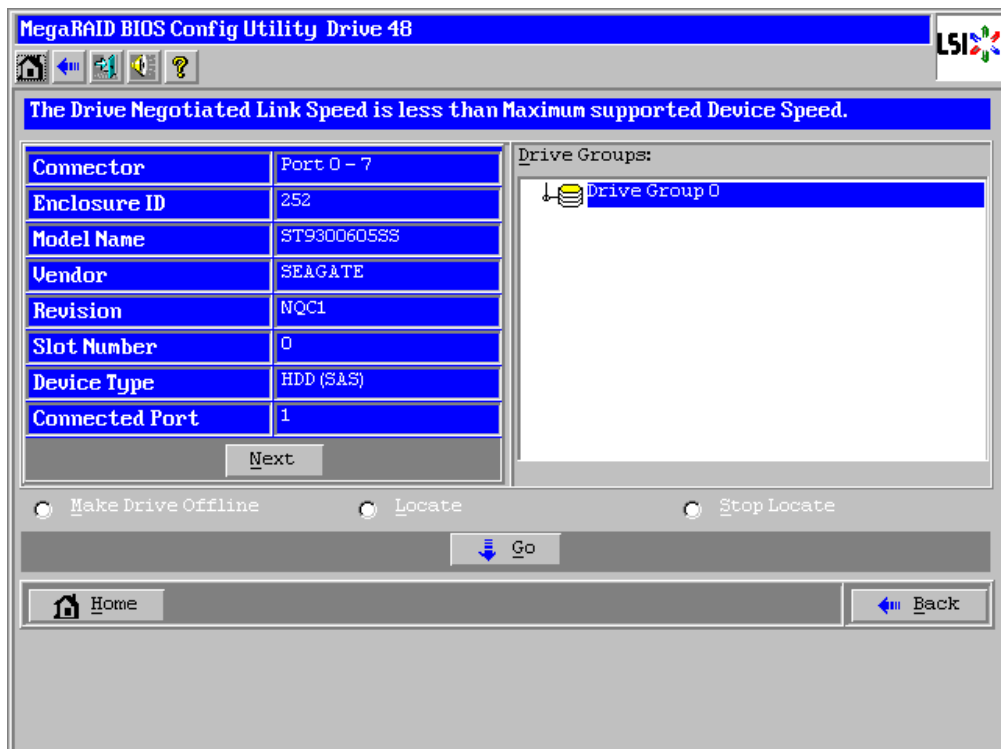 MegaRAID BIOS Config Utility Drive 48
LSI
The Drive Negotiated Link Speed is less than Maximum supported Device Speed.
Connector Port 0 - 7
Enclosure ID 252
Model Name ST9300605SS
Vendor SEAGATE
Revision NQC1
Slot Number 0
Device Type HDD (SAS)
Connected Port 1
Next
Drive Groups:
Drive Group 0
Make Drive Offline Locate Stop Locate
Go
Home Back